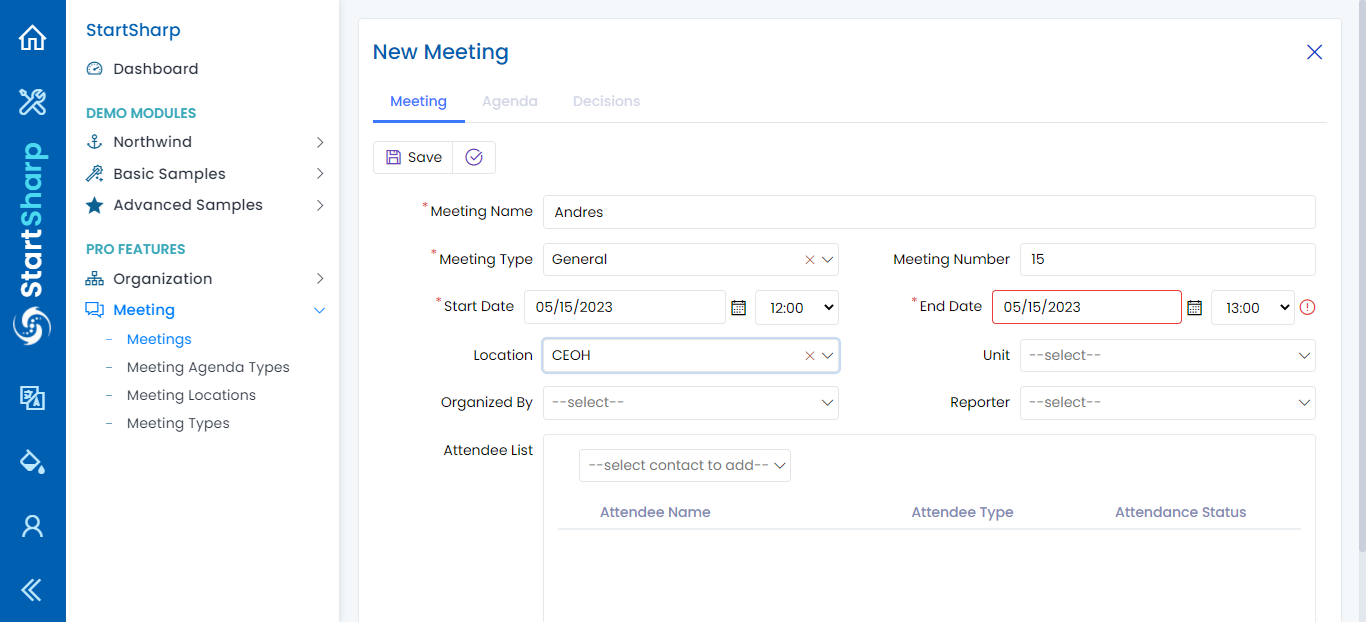 StartSharp
StartSharp
Dashboard
DEMO MODULES
Northwind
Basic Samples
Advanced Samples
PRO FEATURES
Organization
Meeting
– Meetings
– Meeting Agenda Types
– Meeting Locations
– Meeting Types
New Meeting
Meeting Agenda Decisions
Save
*Meeting Name Andres
*Meeting Type General Meeting Number 15
*Start Date 05/15/2023 12:00 *End Date 05/15/2023 13:00
Location CEOH Unit --select--
Organized By --select-- Reporter --select--
Attendee List
--select contact to add--
Attendee Name Attendee Type Attendance Status